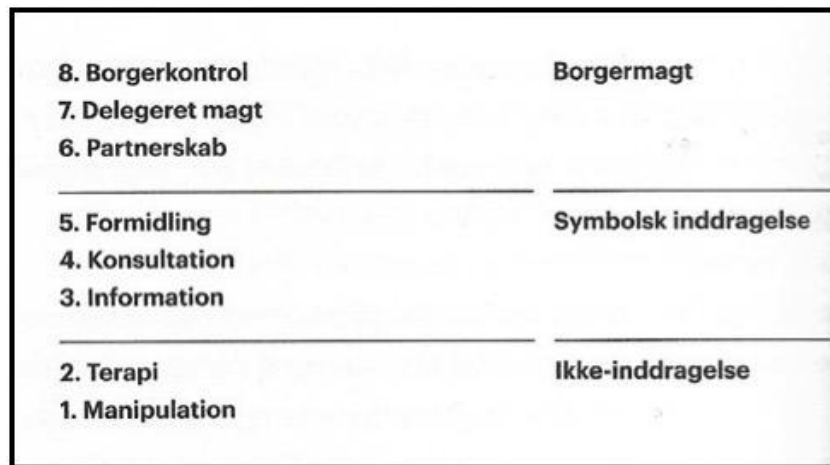 8. Borgerkontrol Borgermagt
7. Delegeret magt
6. Partnerskab
5. Formidling Symbolsk inddragelse
4. Konsultation
3. Information
2. Terapi Ikke-inddragelse
1. Manipulation